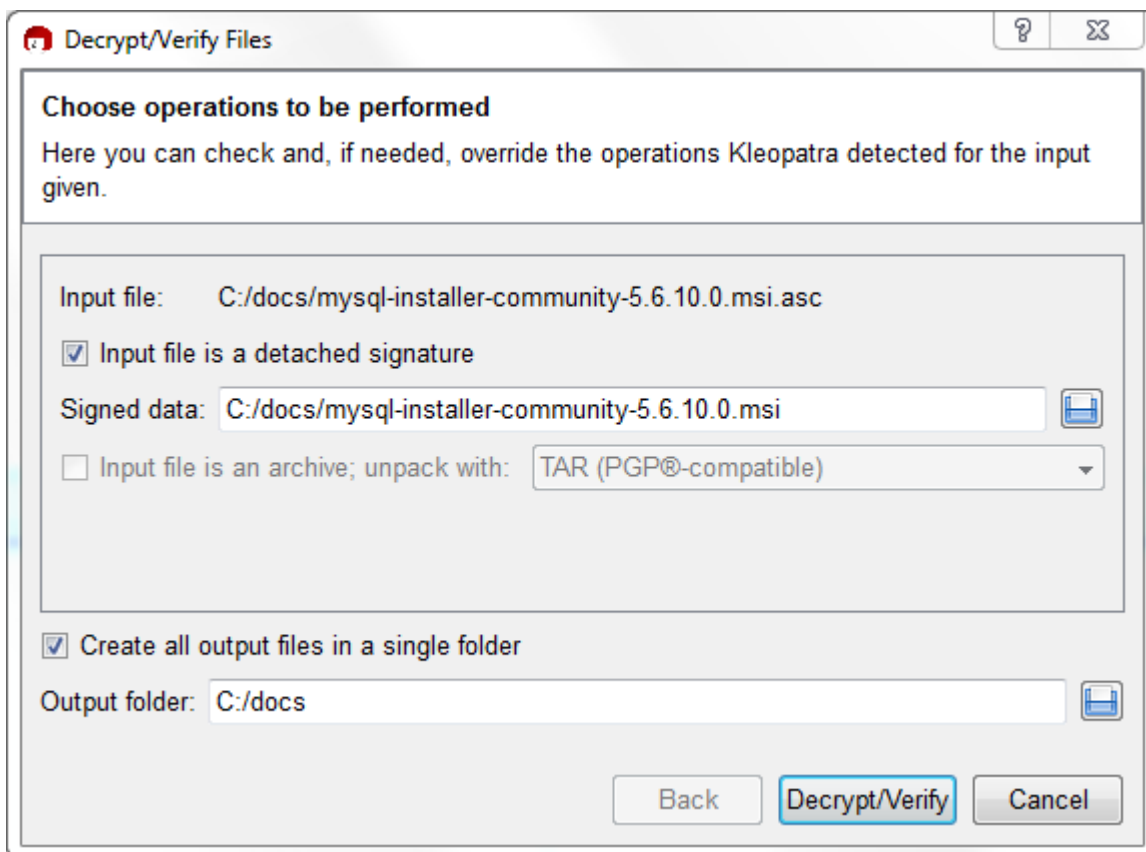 Decrypt/Verify Files
Choose operations to be performed
Here you can check and, if needed, override the operations Kleopatra detected for the input
given.
Input file: C:/docs/mysql-installer-community-5.6.10.0.msi.asc
Input file is a detached signature
Signed data: C:/docs/mysql-installer-community-5.6.10.0.msi
Input file is an archive; unpack with: TAR (PGP®-compatible)
Create all output files in a single folder
Output folder: C:/docs
Back Decrypt/Verify Cancel